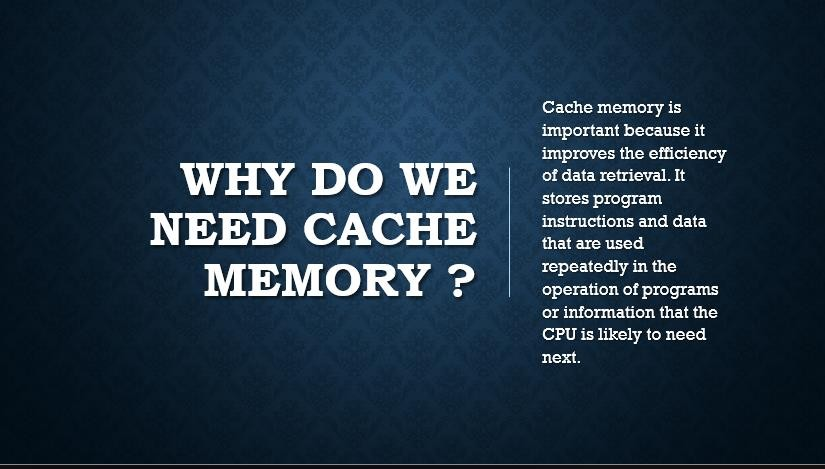 WHY DO WE
NEED CACHE
MEMORY ?
Cache memory is
important because it
improves the efficiency
of data retrieval. It
stores program
instructions and data
that are used
repeatedly in the
operation of programs
or information that the
CPU is likely to need
next.